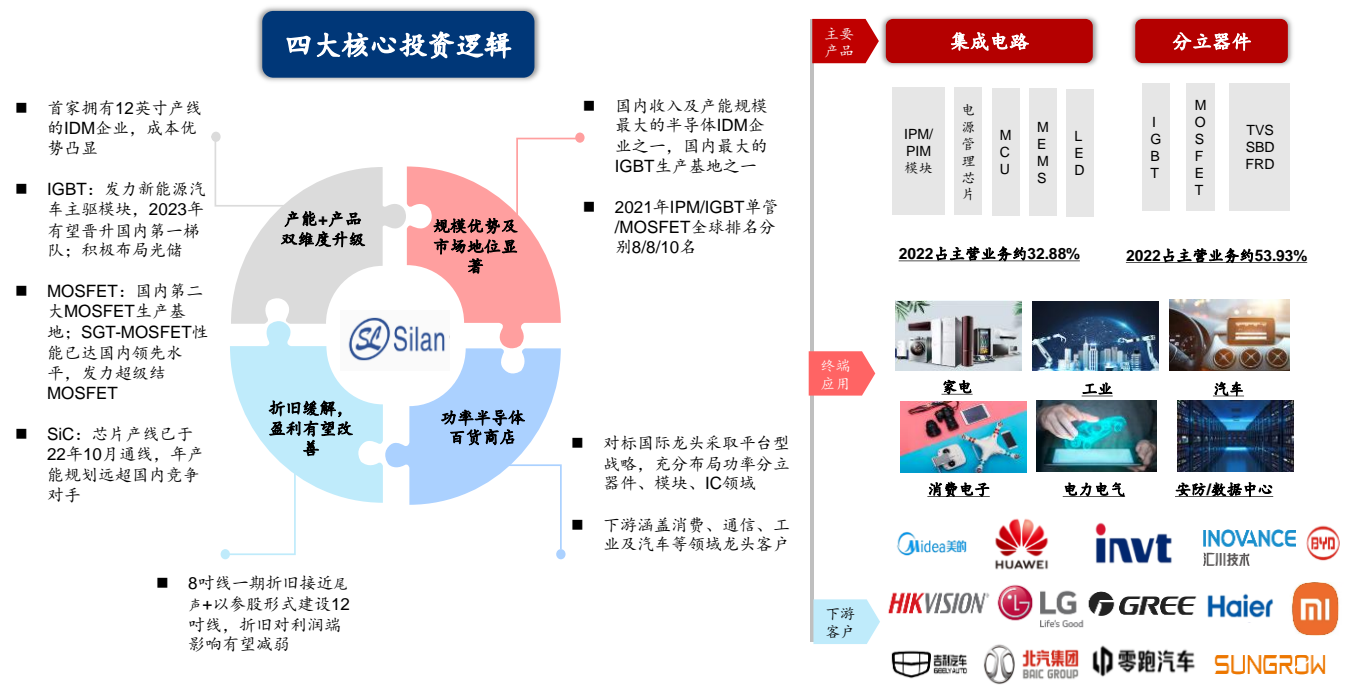 四大核心投资逻辑
首家拥有12英寸产线
的IDM企业，成本优
势凸显
IGBT：发力新能源汽
车主驱模块，2023年
有望晋升国内第一梯
队；积极布局光储
MOSFET：国内第二
大MOSFET生产基
地；SGT-MOSFET性
能已达国内领先水
平，发力超级结
MOSFET
SiC：芯片产线已于
22年10月通线，年产
能规划远超国内竞争
对手
产能+产品
双维度升级
规模优势及
市场地位显
著
折旧缓解，
盈利有望改
善
功率半导体
百货商店
SL Silan
国内收入及产能规模
最大的半导体IDM企
业之一，国内最大的
IGBT生产基地之一
2021年IPM/IGBT单管
/MOSFET全球排名分
别8/8/10名
对标国际龙头采取平台型
战略，充分布局功率分立
器件、模块、IC领域
下游涵盖消费、通信、工
业及汽车等领域龙头客户
8吋线一期折旧接近尾
声+以参股形式建设12
吋线，折旧对利润端
影响有望减弱
主要
产品
集成电路
分立器件
IPM/
PIM
模块
电源管理芯片
MCU
MEMS
LED
IGBT
MOSFET
TVS
SBD
FRD
2022占主营业务约32.88%
2022占主营业务约53.93%
终端
应用
家电
工业
汽车
消费电子
电力电气
安防/数据中心
下游
客户
Midea美的
HUAWEI
invt
INOVANCE
汇川技术
BYD
HIKVISION
LG
Life's Good
GREE
Haier
mi
吉利汽车
GEELY AUTO
北汽集团
BAIC GROUP
零跑汽车
SUNGROW